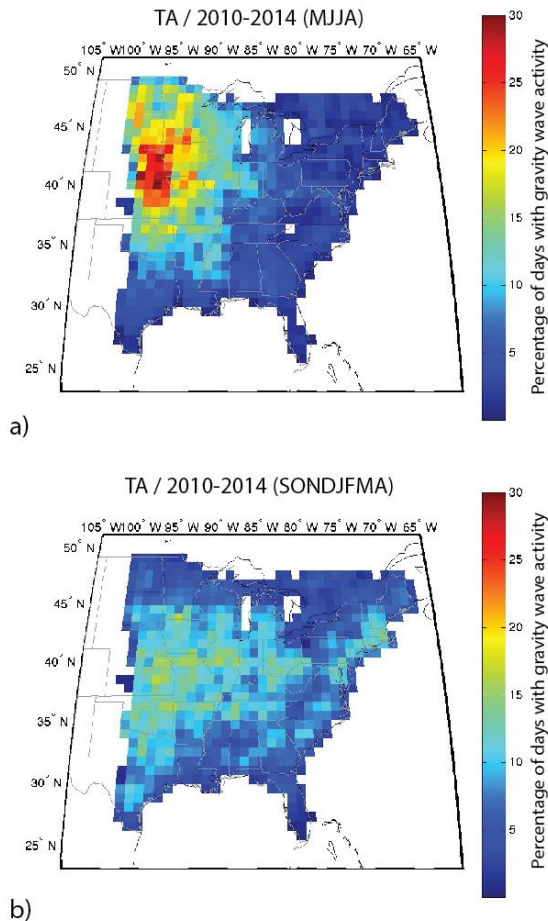 TA / 2010-2014 (MJJA)
105° W 100° W 95° W 90° W 85° W 80° W 75° W 70° W 65° W
50° N
45° N
40° N
35° N
30° N
25° N
30
25
20
15
10
5
Percentage of days with gravity wave activity
a)
TA / 2010-2014 (SONDJFMA)
105° W 100° W 95° W 90° W 85° W 80° W 75° W 70° W 65° W
50° N
45° N
40° N
35° N
30° N
25° N
30
25
20
15
10
5
Percentage of days with gravity wave activity
b)